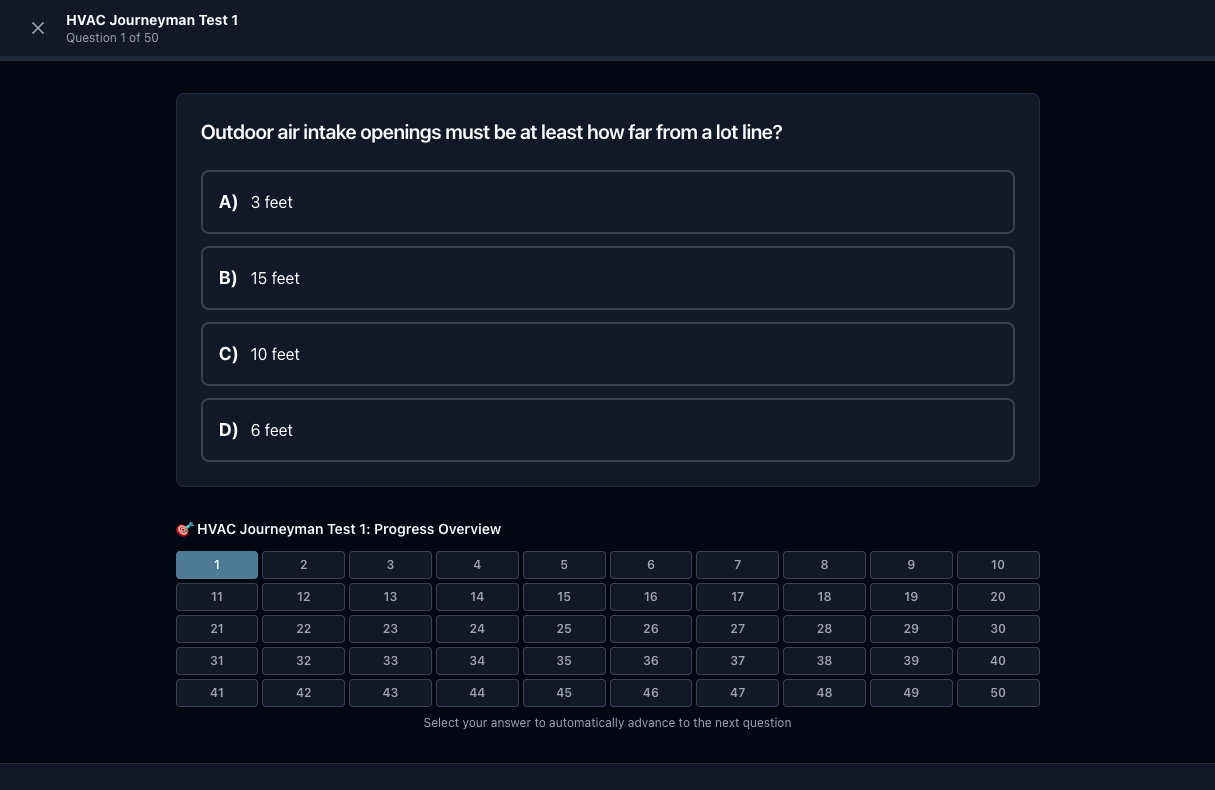 HVAC Journeyman Test 1
Question 1 of 50
Outdoor air intake openings must be at least how far from a lot line?
A) 3 feet
B) 15 feet
C) 10 feet
D) 6 feet
🎯 HVAC Journeyman Test 1: Progress Overview
1 2 3 4 5 6 7 8 9 10
11 12 13 14 15 16 17 18 19 20
21 22 23 24 25 26 27 28 29 30
31 32 33 34 35 36 37 38 39 40
41 42 43 44 45 46 47 48 49 50
Select your answer to automatically advance to the next question